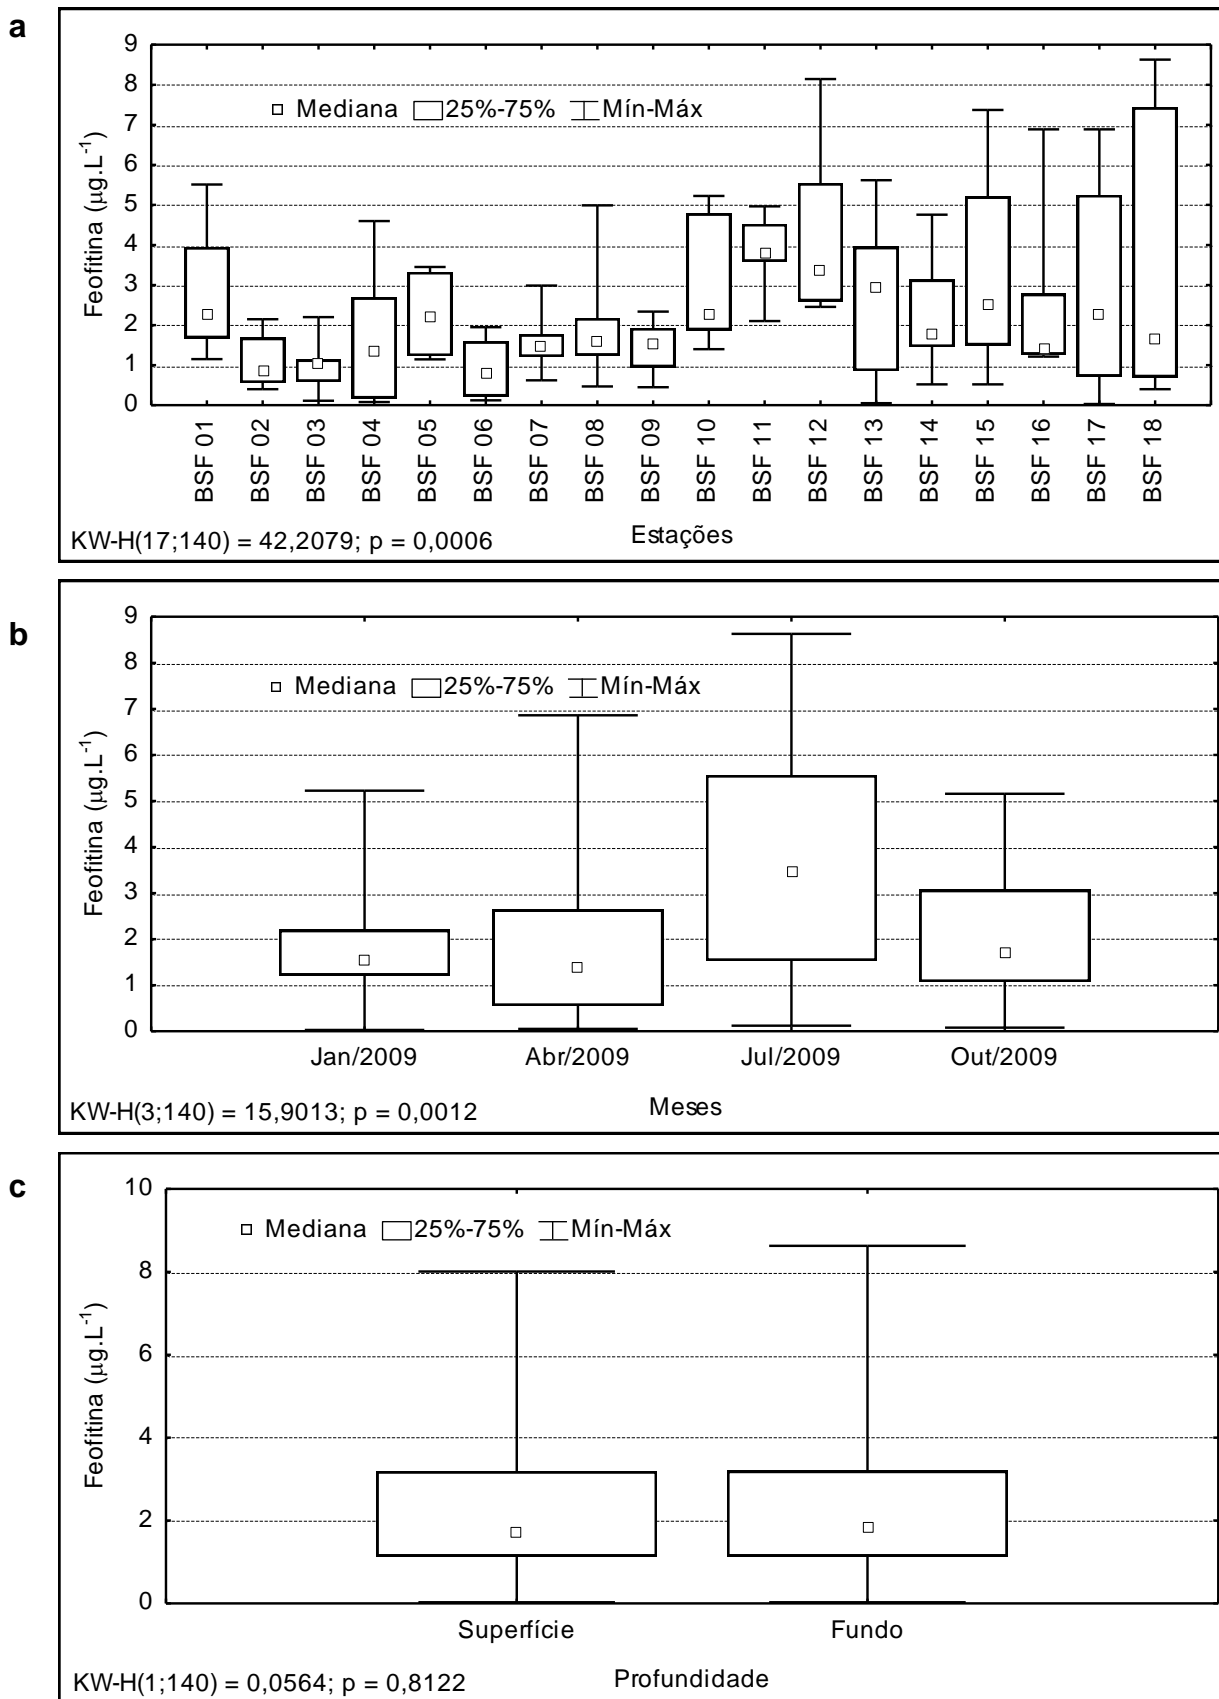 a
9
8
7
6
5
4
3
2
1
0
Feofitina (µg.L⁻¹)
Mediana 25%-75% Mín-Máx
BSF 01
BSF 02
BSF 03
BSF 04
BSF 05
BSF 06
BSF 07
BSF 08
BSF 09
BSF 10
BSF 11
BSF 12
BSF 13
BSF 14
BSF 15
BSF 16
BSF 17
BSF 18
Estações
KW-H(17;140) = 42,2079; p = 0,0006
b
9
8
7
6
5
4
3
2
1
0
Feofitina (µg.L⁻¹)
Mediana 25%-75% Mín-Máx
Jan/2009 Abr/2009 Jul/2009 Out/2009
Meses
KW-H(3;140) = 15,9013; p = 0,0012
c
10
8
6
4
2
0
Feofitina (µg.L⁻¹)
Mediana 25%-75% Mín-Máx
Superfície Fundo
Profundidade
KW-H(1;140) = 0,0564; p = 0,8122